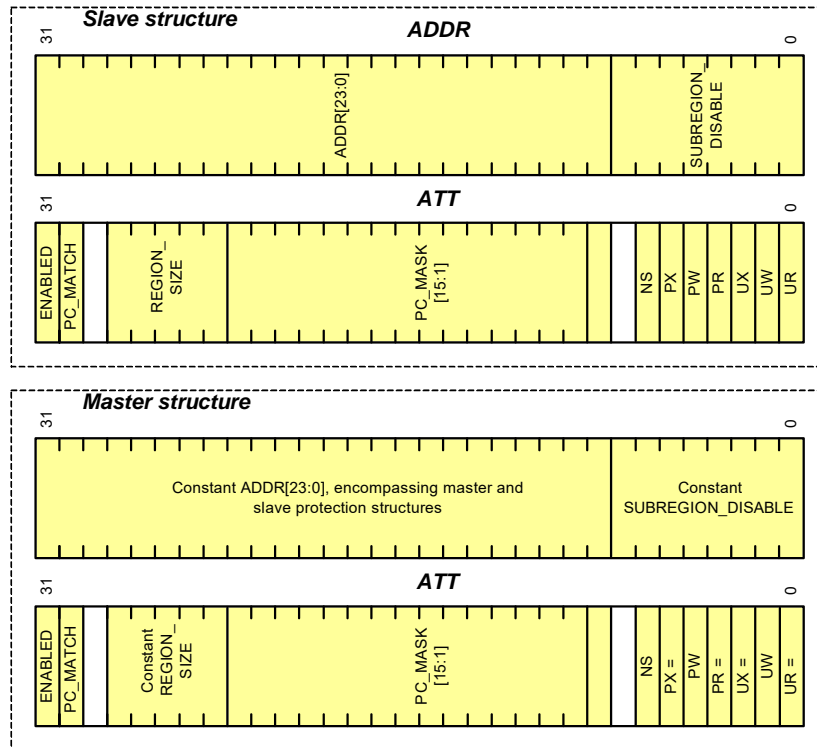 Slave structure
ADDR
31
0
ADDR[23:0]
SUBREGION_
DISABLE
ATT
31
0
ENABLED
PC_MATCH
REGION_
SIZE
PC_MASK
[15:1]
NS
PX
PW
PR
UX
UW
UR
Master structure
31
0
Constant ADDR[23:0], encompassing master and
slave protection structures
Constant
SUBREGION_DISABLE
ATT
31
0
ENABLED
PC_MATCH
Constant
REGION_
SIZE
PC_MASK
[15:1]
NS
PX =
PW
PR =
UX =
UW
UR =